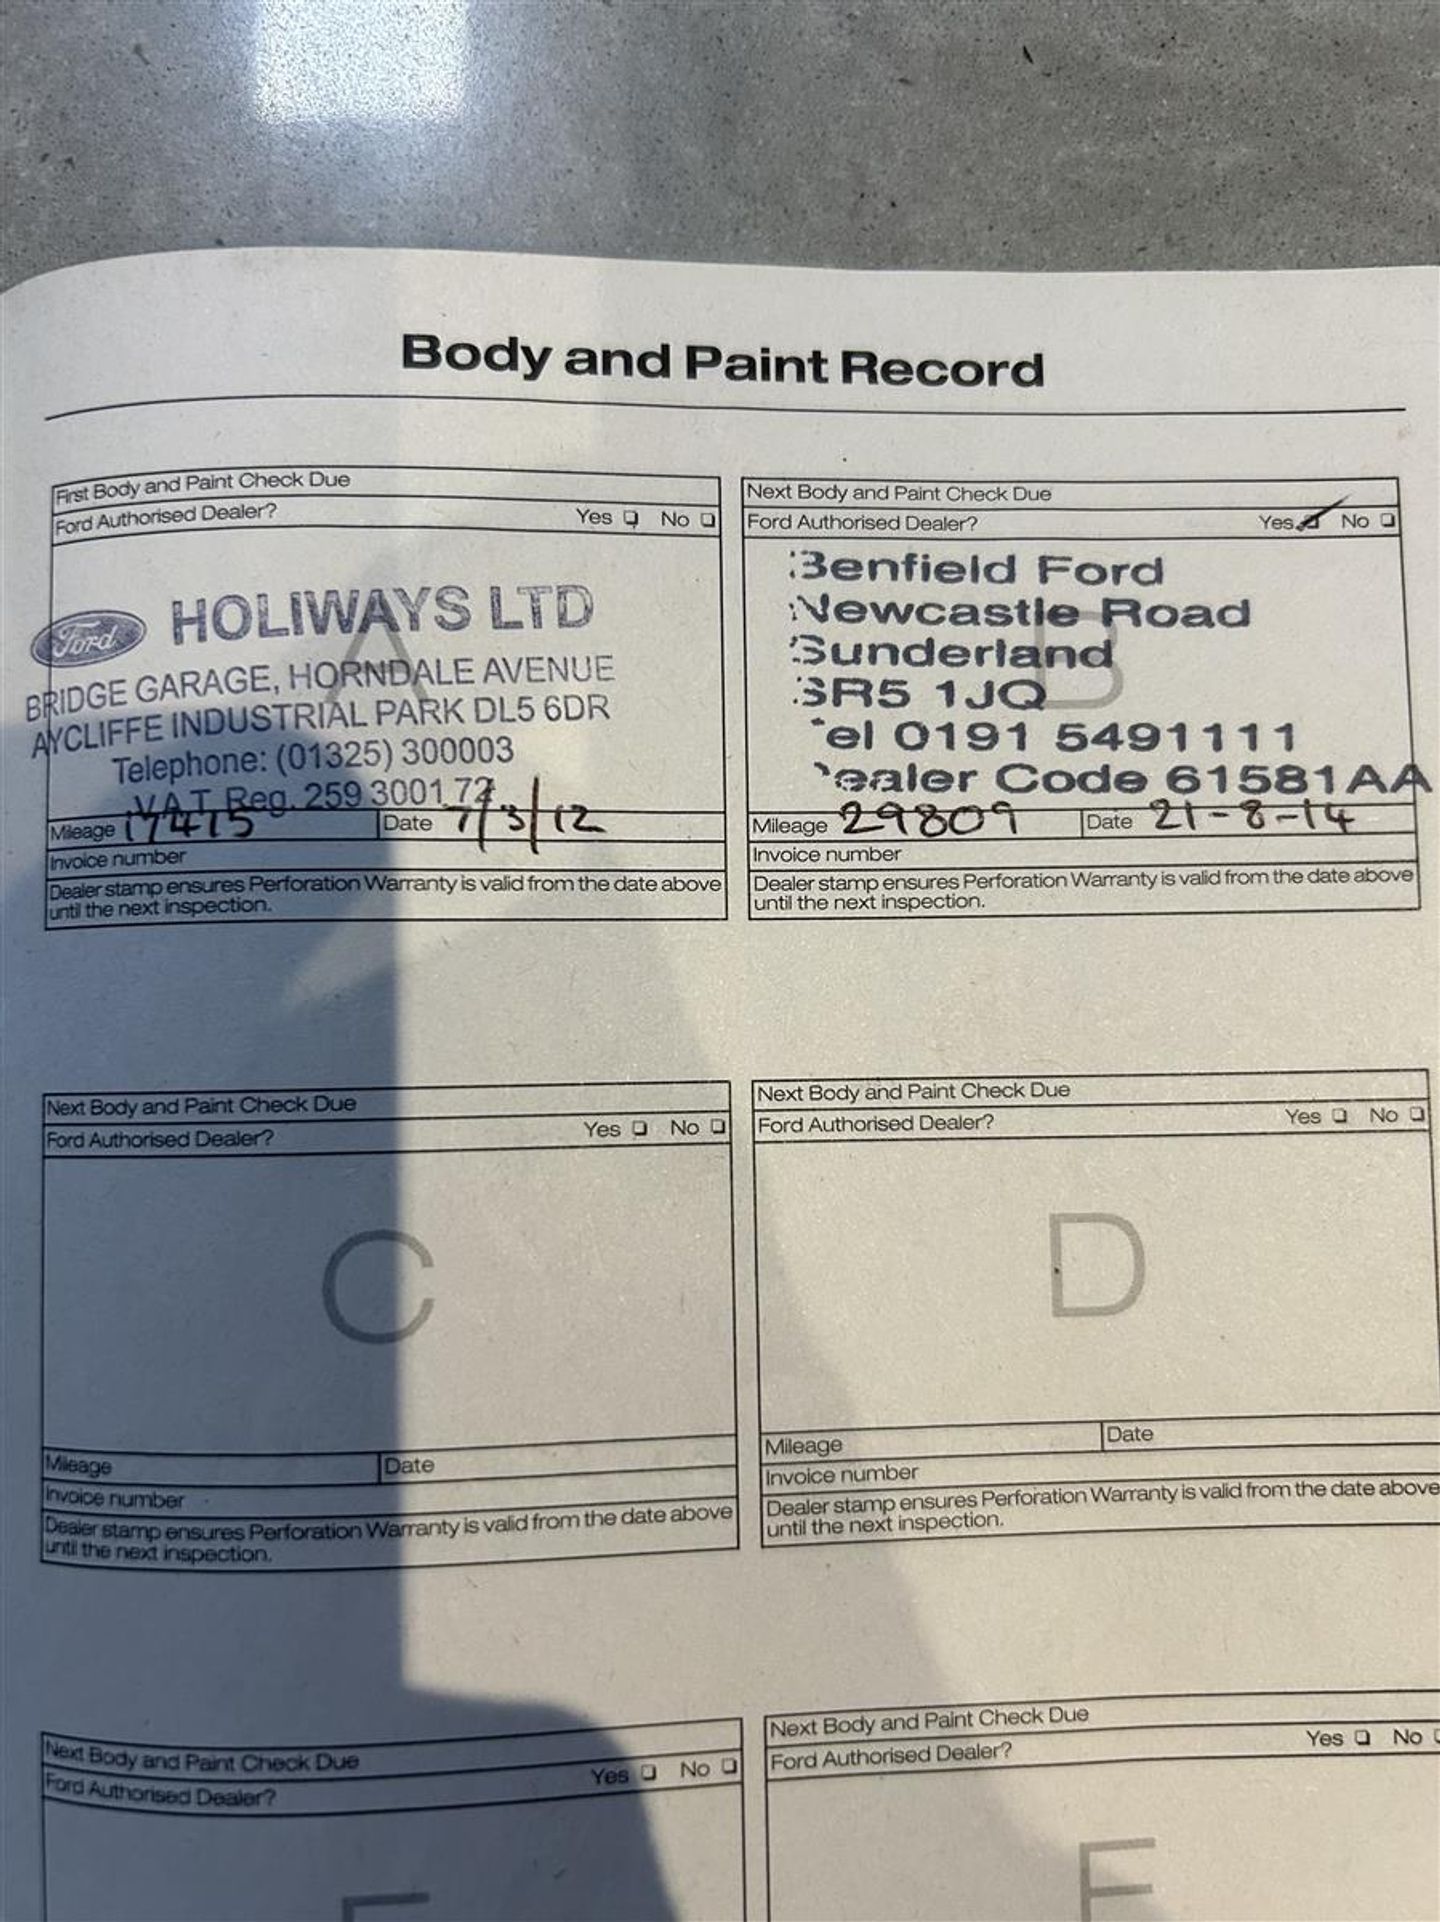 Body and Paint Record
First Body and Paint Check Due
Ford Authorised Dealer? Yes No
A
Ford HOLIWAYS LTD
BRIDGE GARAGE, HORNDALE AVENUE
AYCLIFFE INDUSTRIAL PARK DL5 6DR
Telephone: (01325) 300003
V.A.T. Reg. 259 3001 72
Mileage 17415 Date 7/3/12
Invoice number
Dealer stamp ensures Perforation Warranty is valid from the date above
until the next inspection.
Next Body and Paint Check Due
Ford Authorised Dealer? Yes No
B
Benfield Ford
Newcastle Road
Sunderland
SR5 1JQ
Tel 0191 5491111
Dealer Code 61581AA
Mileage 29809 Date 21-8-14
Invoice number
Dealer stamp ensures Perforation Warranty is valid from the date above
until the next inspection.
Next Body and Paint Check Due
Ford Authorised Dealer? Yes No
C
Mileage Date
Invoice number
Dealer stamp ensures Perforation Warranty is valid from the date above
until the next inspection.
Next Body and Paint Check Due
Ford Authorised Dealer? Yes No
D
Mileage Date
Invoice number
Dealer stamp ensures Perforation Warranty is valid from the date above
until the next inspection.
Next Body and Paint Check Due
Ford Authorised Dealer? Yes No
Next Body and Paint Check Due
Ford Authorised Dealer? Yes No
F